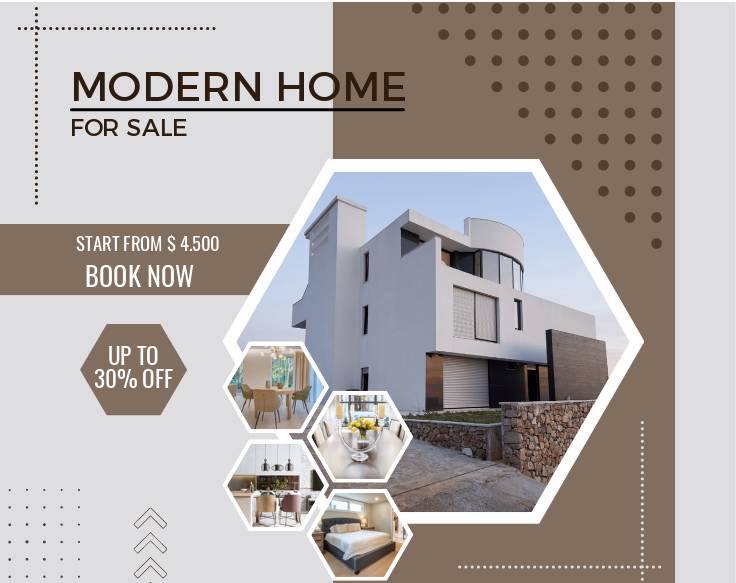 MODERN HOME
FOR SALE
START FROM $ 4.500
BOOK NOW
UP TO
30% OFF